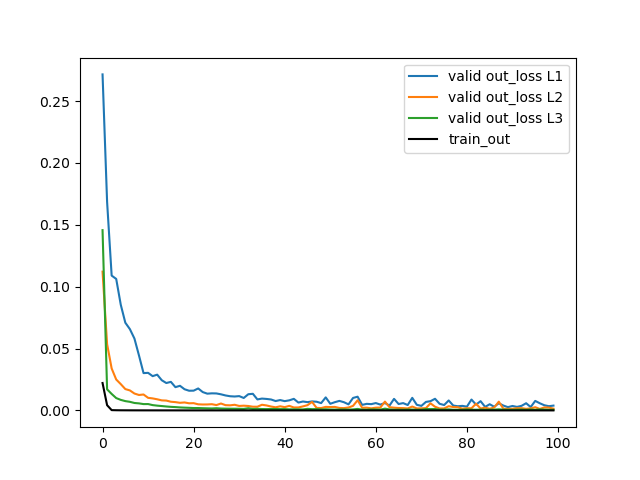 valid out_loss L1
valid out_loss L2
valid out_loss L3
train_out
0.25
0.20
0.15
0.10
0.05
0.00
0 20 40 60 80 100